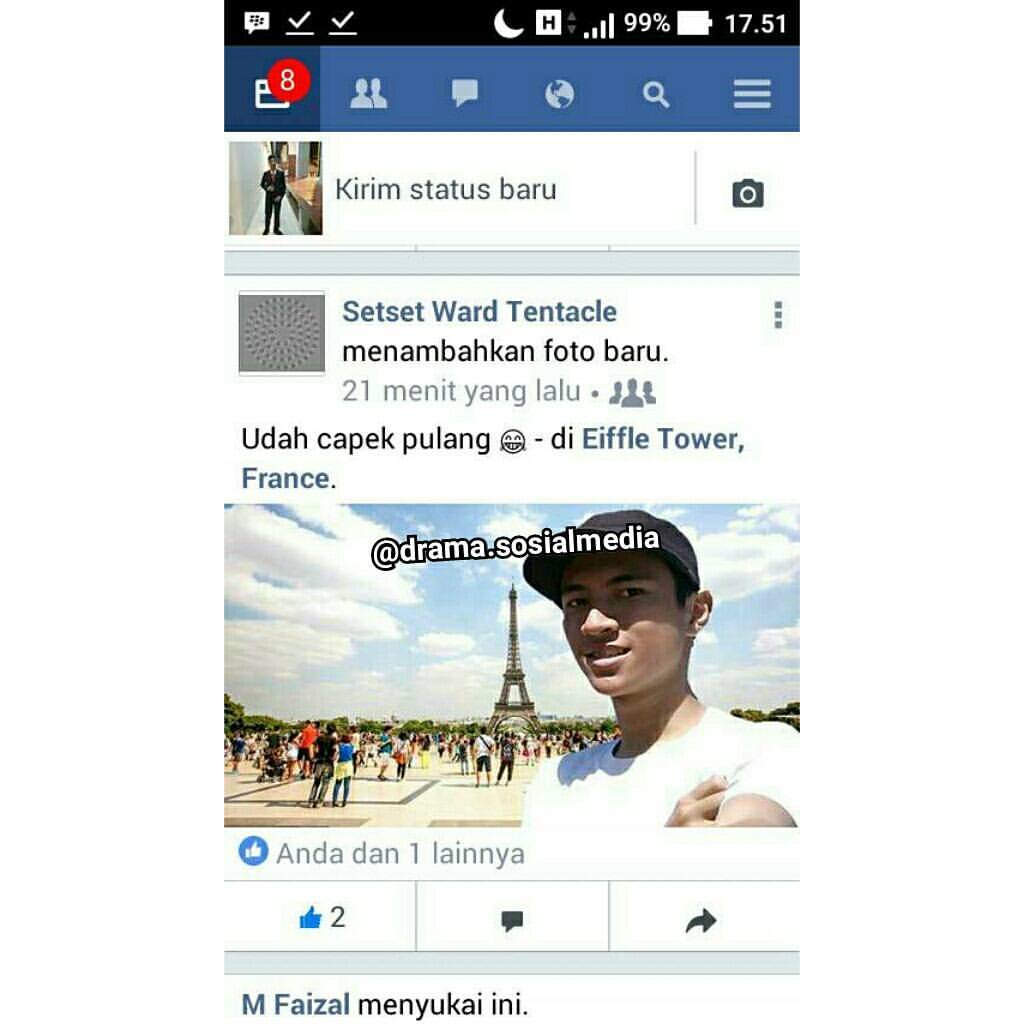 H 99% 17.51
8
Kirim status baru
Setset Ward Tentacle
menambahkan foto baru.
21 menit yang lalu •
Udah capek pulang 😁 - di Eiffle Tower,
France.
@drama.sosialmedia
Anda dan 1 lainnya
2
M Faizal menyukai ini.